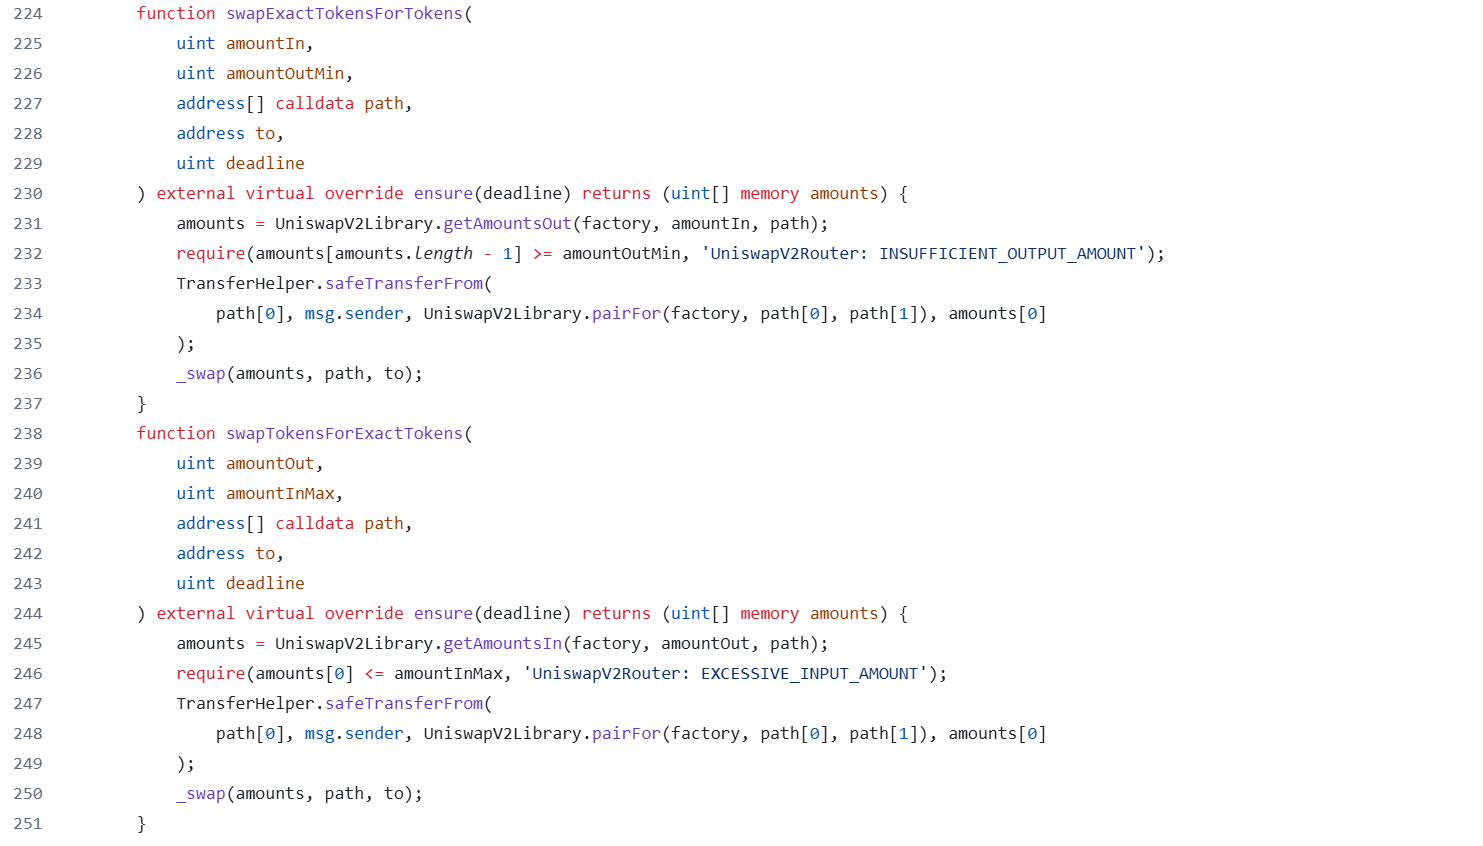 224 function swapExactTokensForTokens(
225 uint amountIn,
226 uint amountOutMin,
227 address[] calldata path,
228 address to,
229 uint deadline
230 ) external virtual override ensure(deadline) returns (uint[] memory amounts) {
231 amounts = UniswapV2Library.getAmountsOut(factory, amountIn, path);
232 require(amounts[amounts.length - 1] >= amountOutMin, 'UniswapV2Router: INSUFFICIENT_OUTPUT_AMOUNT');
233 TransferHelper.safeTransferFrom(
234 path[0], msg.sender, UniswapV2Library.pairFor(factory, path[0], path[1]), amounts[0]
235 );
236 _swap(amounts, path, to);
237 }
238 function swapTokensForExactTokens(
239 uint amountOut,
240 uint amountInMax,
241 address[] calldata path,
242 address to,
243 uint deadline
244 ) external virtual override ensure(deadline) returns (uint[] memory amounts) {
245 amounts = UniswapV2Library.getAmountsIn(factory, amountOut, path);
246 require(amounts[0] <= amountInMax, 'UniswapV2Router: EXCESSIVE_INPUT_AMOUNT');
247 TransferHelper.safeTransferFrom(
248 path[0], msg.sender, UniswapV2Library.pairFor(factory, path[0], path[1]), amounts[0]
249 );
250 _swap(amounts, path, to);
251 }